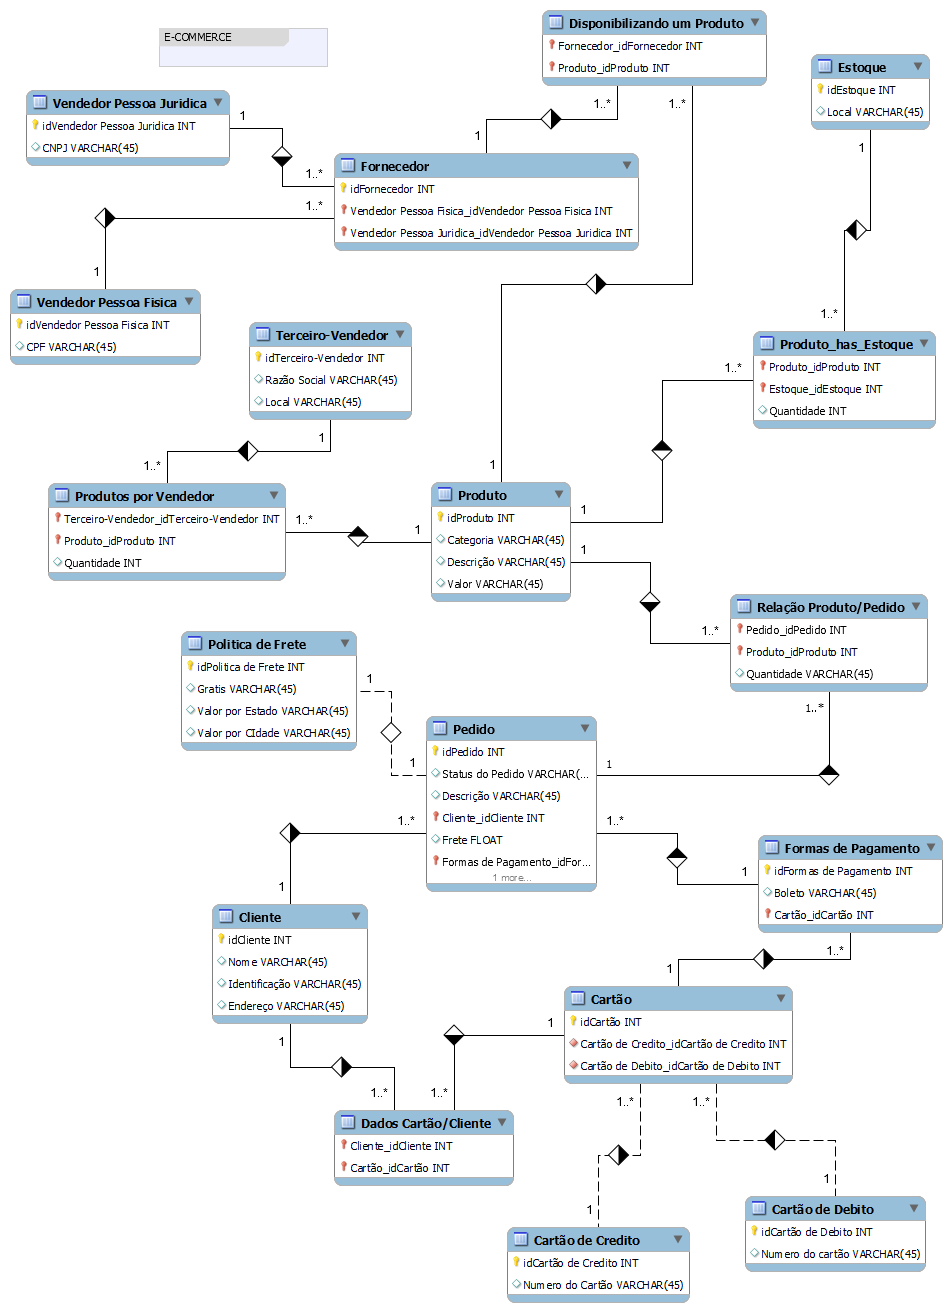 E-COMMERCE
Disponibilizando um Produto
Fornecedor_idFornecedor INT
Produto_idProduto INT
1..*
1..*
Estoque
idEstoque INT
Local VARCHAR(45)
1
Vendedor Pessoa Juridica
idVendedor Pessoa Juridica INT
CNPJ VARCHAR(45)
1
1
1..*
Fornecedor
idFornecedor INT
Vendedor Pessoa Fisica_idVendedor Pessoa Fisica INT
Vendedor Pessoa Juridica_idVendedor Pessoa Juridica INT
1..*
1
Vendedor Pessoa Fisica
idVendedor Pessoa Fisica INT
CPF VARCHAR(45)
Terceiro-Vendedor
idTerceiro-Vendedor INT
Razão Social VARCHAR(45)
Local VARCHAR(45)
1
1..*
1..*
Produto_has_Estoque
Produto_idProduto INT
Estoque_idEstoque INT
Quantidade INT
1..*
1
Produtos por Vendedor
Terceiro-Vendedor_idTerceiro-Vendedor INT
Produto_idProduto INT
Quantidade INT
1..*
1
Produto
idProduto INT
Categoria VARCHAR(45)
Descrição VARCHAR(45)
Valor VARCHAR(45)
1
1
Relação Produto/Pedido
Pedido_idPedido INT
Produto_idProduto INT
Quantidade VARCHAR(45)
1..*
1..*
Politica de Frete
idPolitica de Frete INT
Gratis VARCHAR(45)
Valor por Estado VARCHAR(45)
Valor por CIdade VARCHAR(45)
1
1
Pedido
idPedido INT
Status do Pedido VARCHAR(...
Descrição VARCHAR(45)
Cliente_idCliente INT
Frete FLOAT
Formas de Pagamento_idFor...
1 more...
1
1..*
1..*
1
Formas de Pagamento
idFormas de Pagamento INT
Boleto VARCHAR(45)
Cartão_idCartão INT
1
1..*
Cliente
idCliente INT
Nome VARCHAR(45)
Identificação VARCHAR(45)
Endereço VARCHAR(45)
1
1
Cartão
idCartão INT
Cartão de Credito_idCartão de Credito INT
Cartão de Debito_idCartão de Debito INT
1
1..*
1..*
1..*
1..*
Dados Cartão/Cliente
Cliente_idCliente INT
Cartão_idCartão INT
1
1
Cartão de Credito
idCartão de Credito INT
Numero do Cartão VARCHAR(45)
Cartão de Debito
idCartão de Debito INT
Numero do cartão VARCHAR(45)